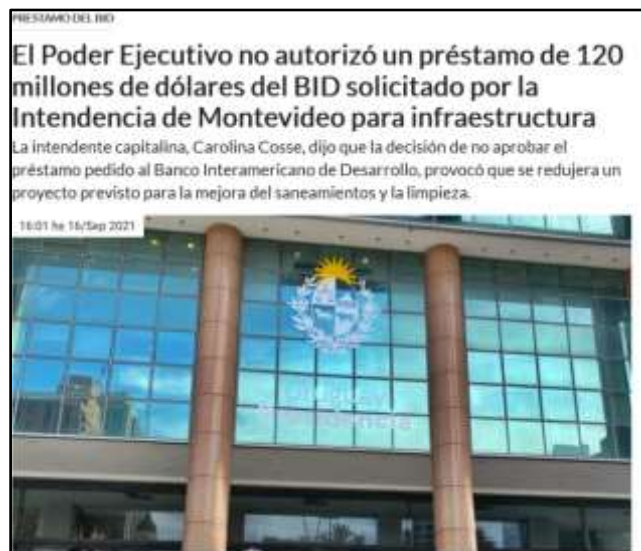 PRESTAMO DEL BID
El Poder Ejecutivo no autorizó un préstamo de 120
millones de dólares del BID solicitado por la
Intendencia de Montevideo para infraestructura
La intendente capitalina, Carolina Cosse, dijo que la decisión de no aprobar el
préstamo pedido al Banco Interamericano de Desarrollo, provocó que se redujera un
proyecto previsto para la mejora del saneamientos y la limpieza.
16:01 hs 16/Sep 2021
Uruguay
Presidencia